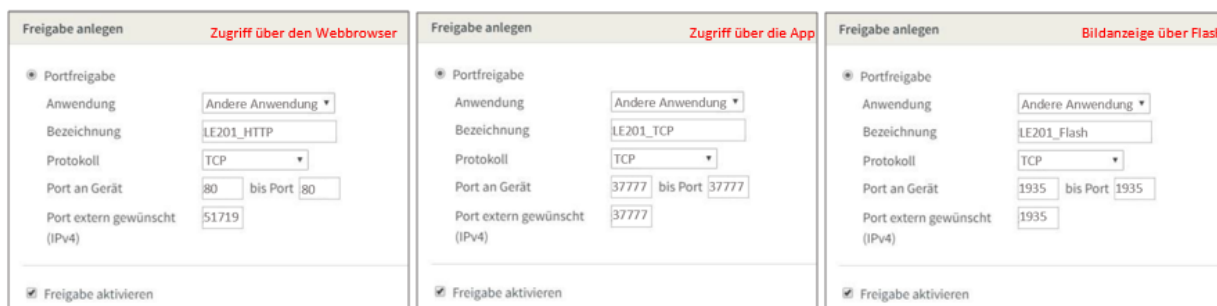 Freigabe anlegen
Zugriff über den Webbrowser
Portfreigabe
Anwendung Andere Anwendung
Bezeichnung LE201_HTTP
Protokoll TCP
Port an Gerät 80 bis Port 80
Port extern gewünscht 51719
(IPv4)
Freigabe aktivieren
Freigabe anlegen
Zugriff über die App
Portfreigabe
Anwendung Andere Anwendung
Bezeichnung LE201_TCP
Protokoll TCP
Port an Gerät 37777 bis Port 37777
Port extern gewünscht 37777
(IPv4)
Freigabe aktivieren
Freigabe anlegen
Bildanzeige über Flash
Portfreigabe
Anwendung Andere Anwendung
Bezeichnung LE201_Flash
Protokoll TCP
Port an Gerät 1935 bis Port 1935
Port extern gewünscht 1935
(IPv4)
Freigabe aktivieren